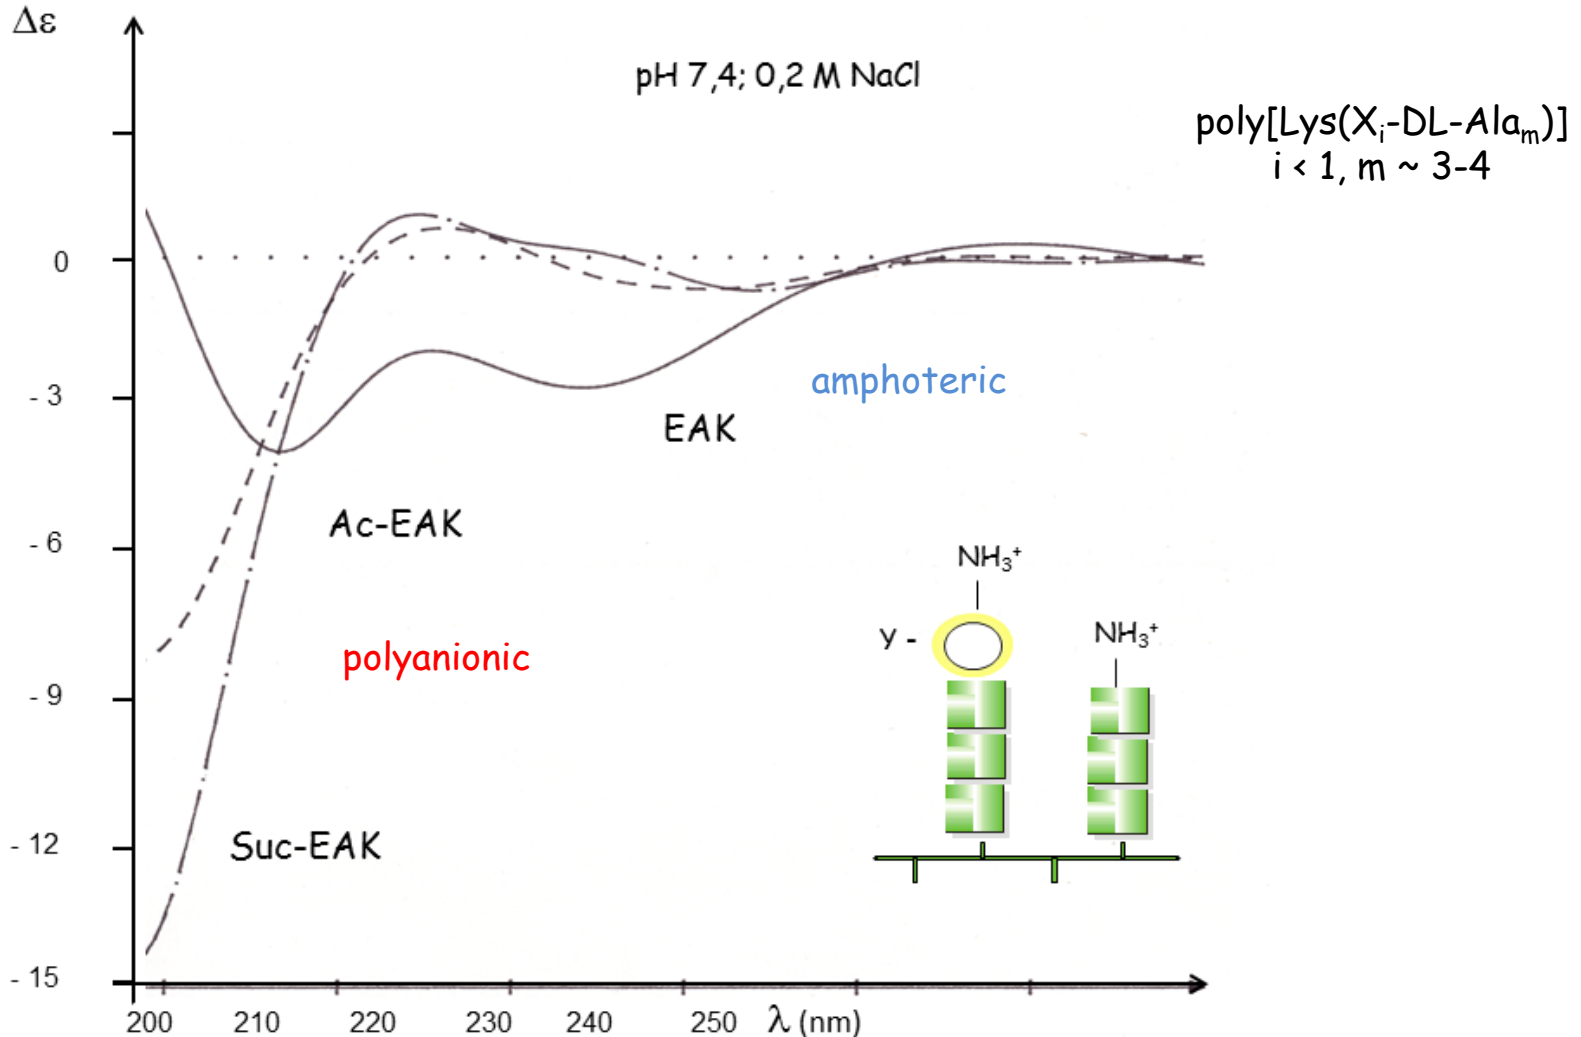 Δε
pH 7,4; 0,2 M NaCl
poly[Lys(Xi-DL-Alam)]
i < 1, m ~ 3-4
0
- 3
- 6
- 9
- 12
- 15
amphoteric
EAK
Ac-EAK
polyanionic
Suc-EAK
NH3+
Y -
NH3+
200 210 220 230 240 250 λ (nm)